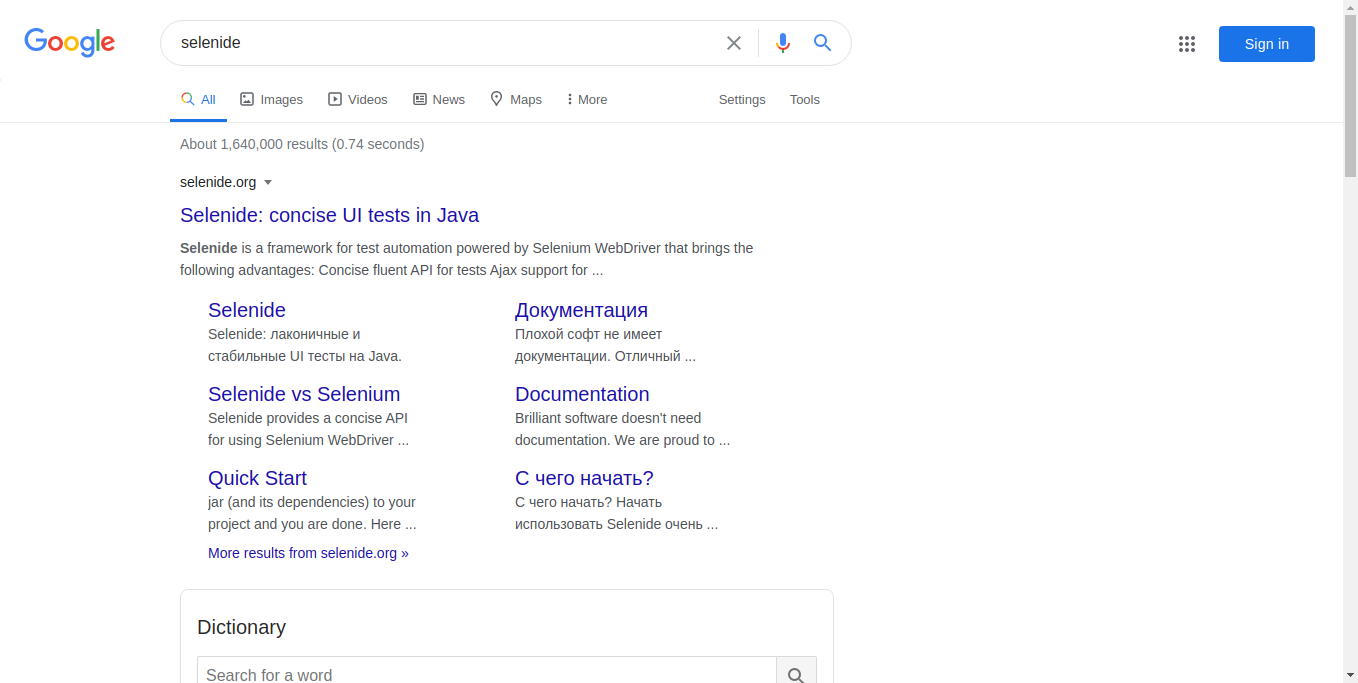 Google
selenide
Sign in
All
Images
Videos
News
Maps
More
Settings
Tools
About 1,640,000 results (0.74 seconds)
selenide.org
Selenide: concise UI tests in Java
Selenide is a framework for test automation powered by Selenium WebDriver that brings the
following advantages: Concise fluent API for tests Ajax support for ...
Selenide
Selenide: лаконичные и
стабильные UI тесты на Java.
Документация
Плохой софт не имеет
документации. Отличный ...
Selenide vs Selenium
Selenide provides a concise API
for using Selenium WebDriver ...
Documentation
Brilliant software doesn't need
documentation. We are proud to ...
Quick Start
jar (and its dependencies) to your
project and you are done. Here ...
С чего начать?
С чего начать? Начать
использовать Selenide очень ...
More results from selenide.org »
Dictionary
Search for a word